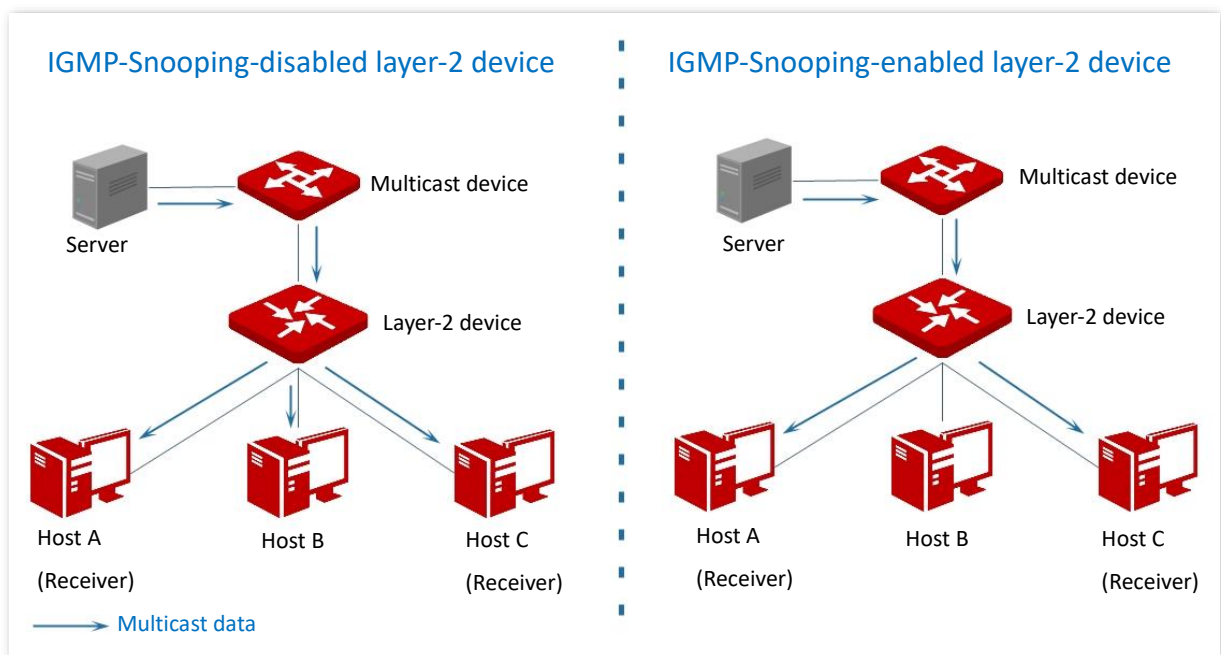 IGMP-Snooping-disabled layer-2 device
Multicast device
Server
Layer-2 device
Host A
(Receiver)
Host B
Host C
(Receiver)
Multicast data
IGMP-Snooping-enabled layer-2 device
Multicast device
Server
Layer-2 device
Host A
(Receiver)
Host B
Host C
(Receiver)